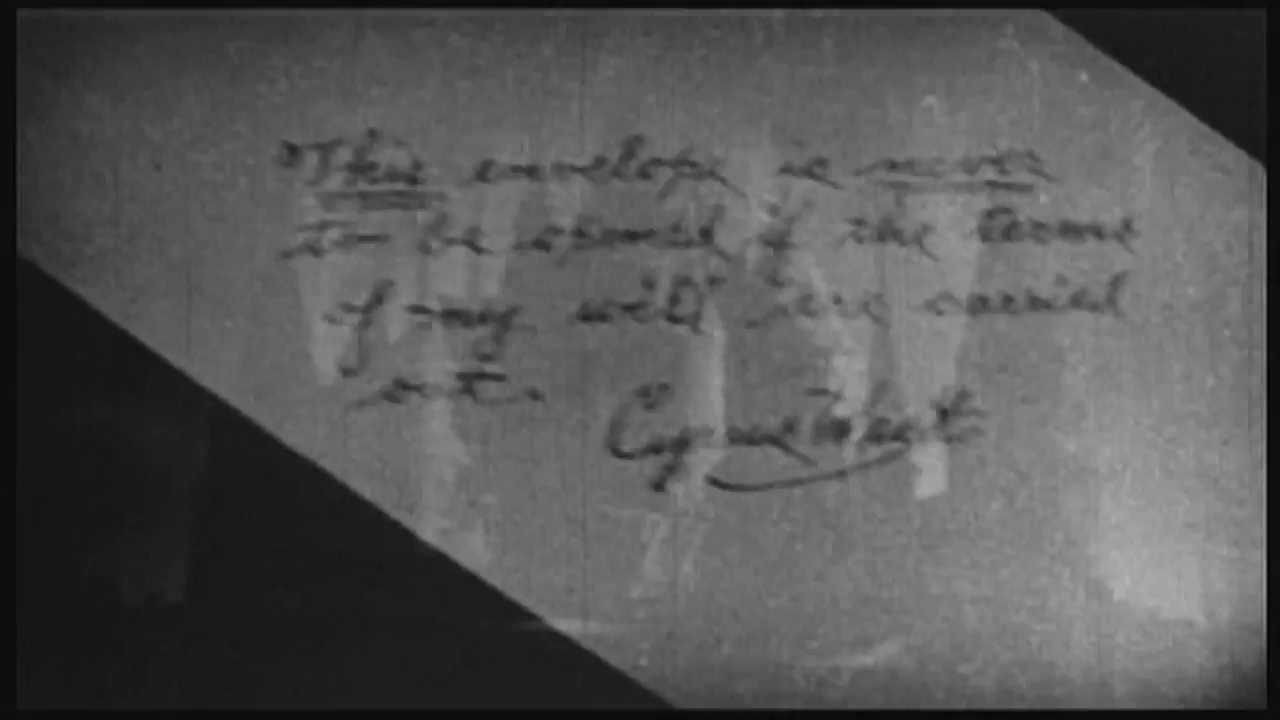 This envelope is never
to be opened if the terms
of my will are carried
out.